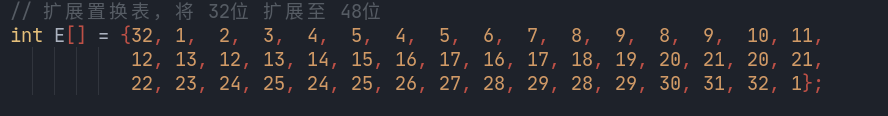 // 扩展置换表，将 32位 扩展至 48位
int E[] = {32, 1,  2,  3,  4,  5,  4,  5,  6,  7,  8,  9,  8,  9,  10, 11,
           12, 13, 12, 13, 14, 15, 16, 17, 16, 17, 18, 19, 20, 21, 20, 21,
           22, 23, 24, 25, 24, 25, 26, 27, 28, 29, 28, 29, 30, 31, 32, 1};